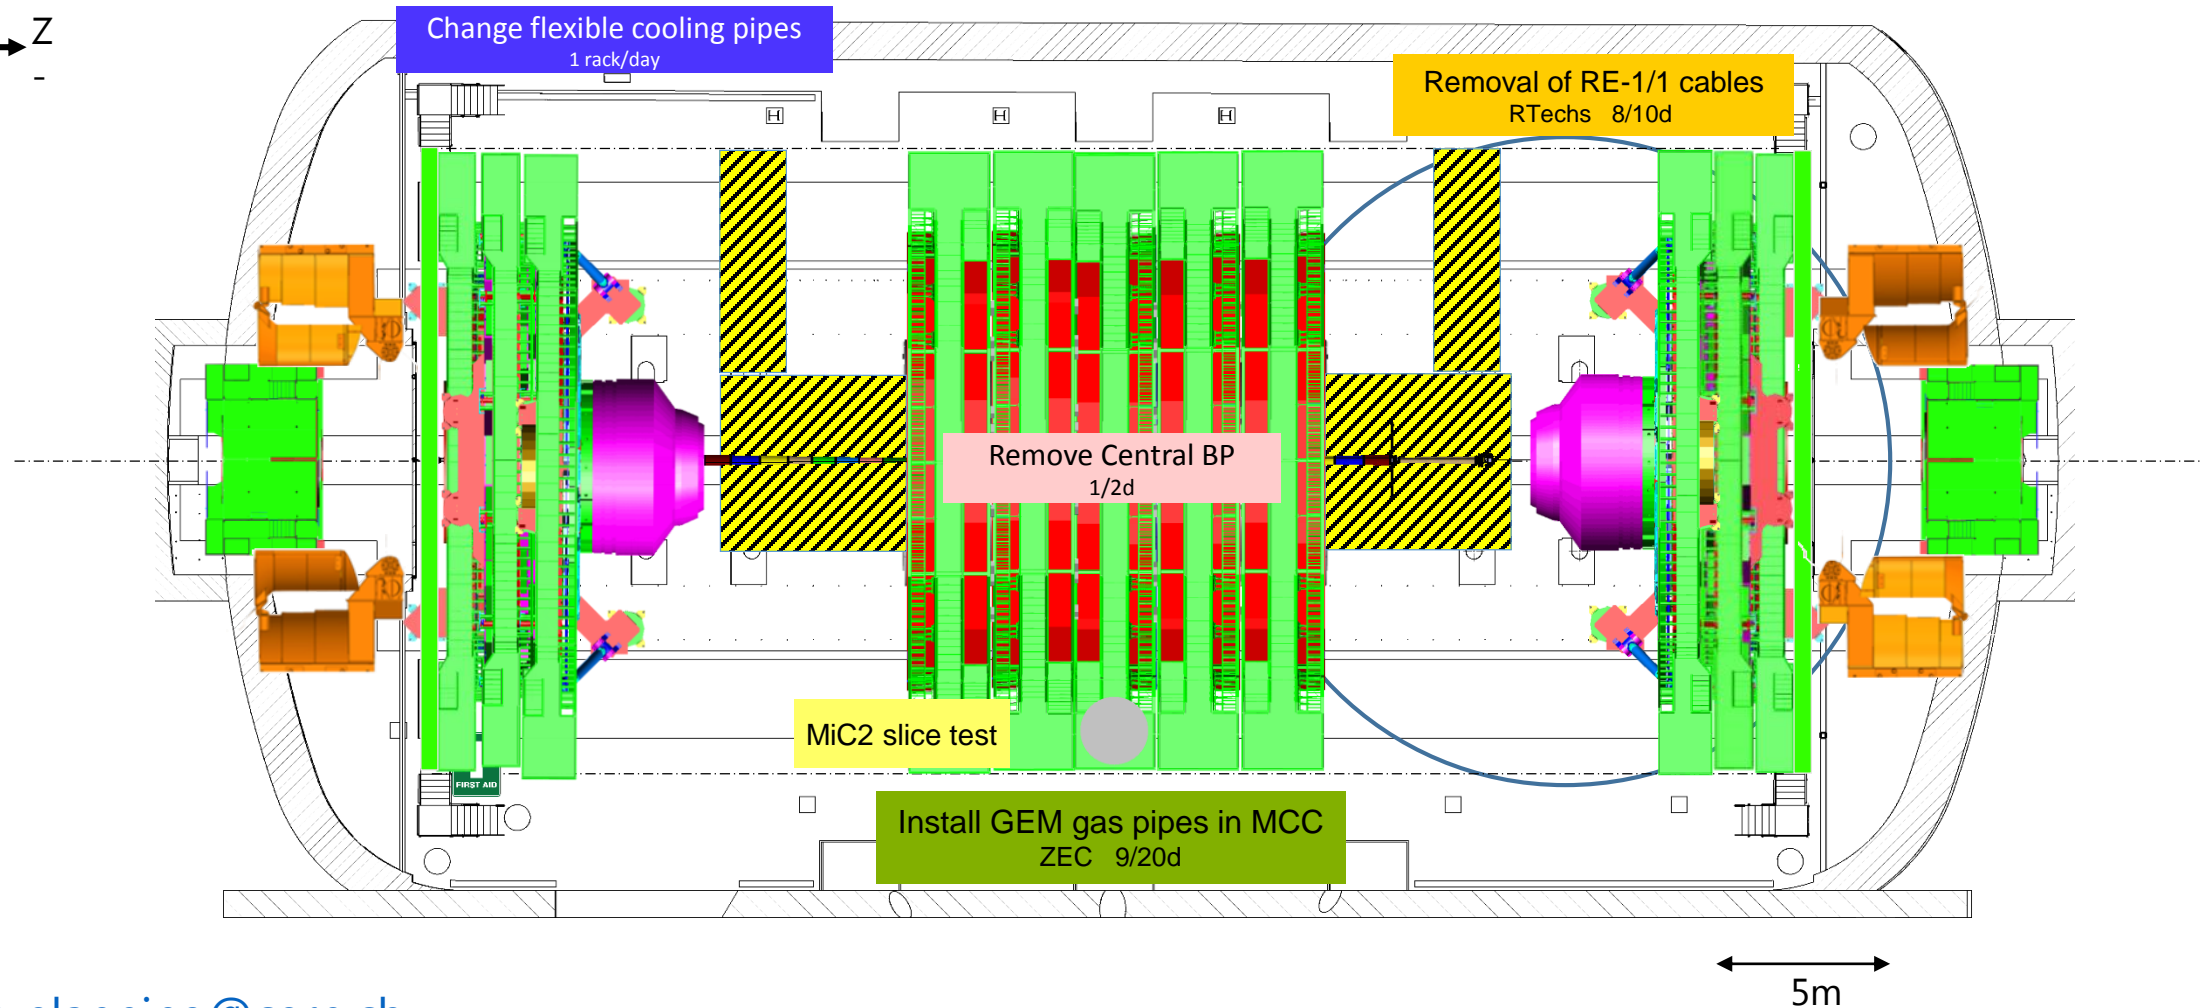 Z
-
Change flexible cooling pipes
1 rack/day
Removal of RE-1/1 cables
RTechs 8/10d
H
H
H
Remove Central BP
1/2d
MiC2 slice test
FIRST AID
Install GEM gas pipes in MCC
ZEC 9/20d
5m